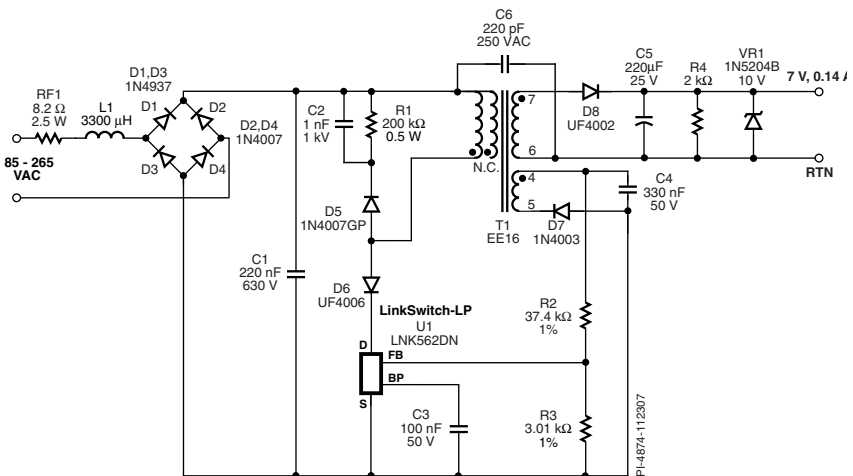 C6
220 pF
250 VAC
C5
220µF
25 V
R4
2 kΩ
VR1
1N5204B
10 V
7 V, 0.14 A
D1,D3
1N4937
RF1
8.2 Ω
2.5 W
L1
3300 µH
D1
D2
D3
D4
D2,D4
1N4007
85 - 265
VAC
C2
1 nF
1 kV
R1
200 kΩ
0.5 W
7
D8
UF4002
6
RTN
N.C.
4
5
C4
330 nF
50 V
D5
1N4007GP
T1
EE16
D7
1N4003
C1
220 nF
630 V
D6
UF4006
LinkSwitch-LP
U1
LNK562DN
D
FB
BP
S
R2
37.4 kΩ
1%
C3
100 nF
50 V
R3
3.01 kΩ
1%
PI-4874-112307